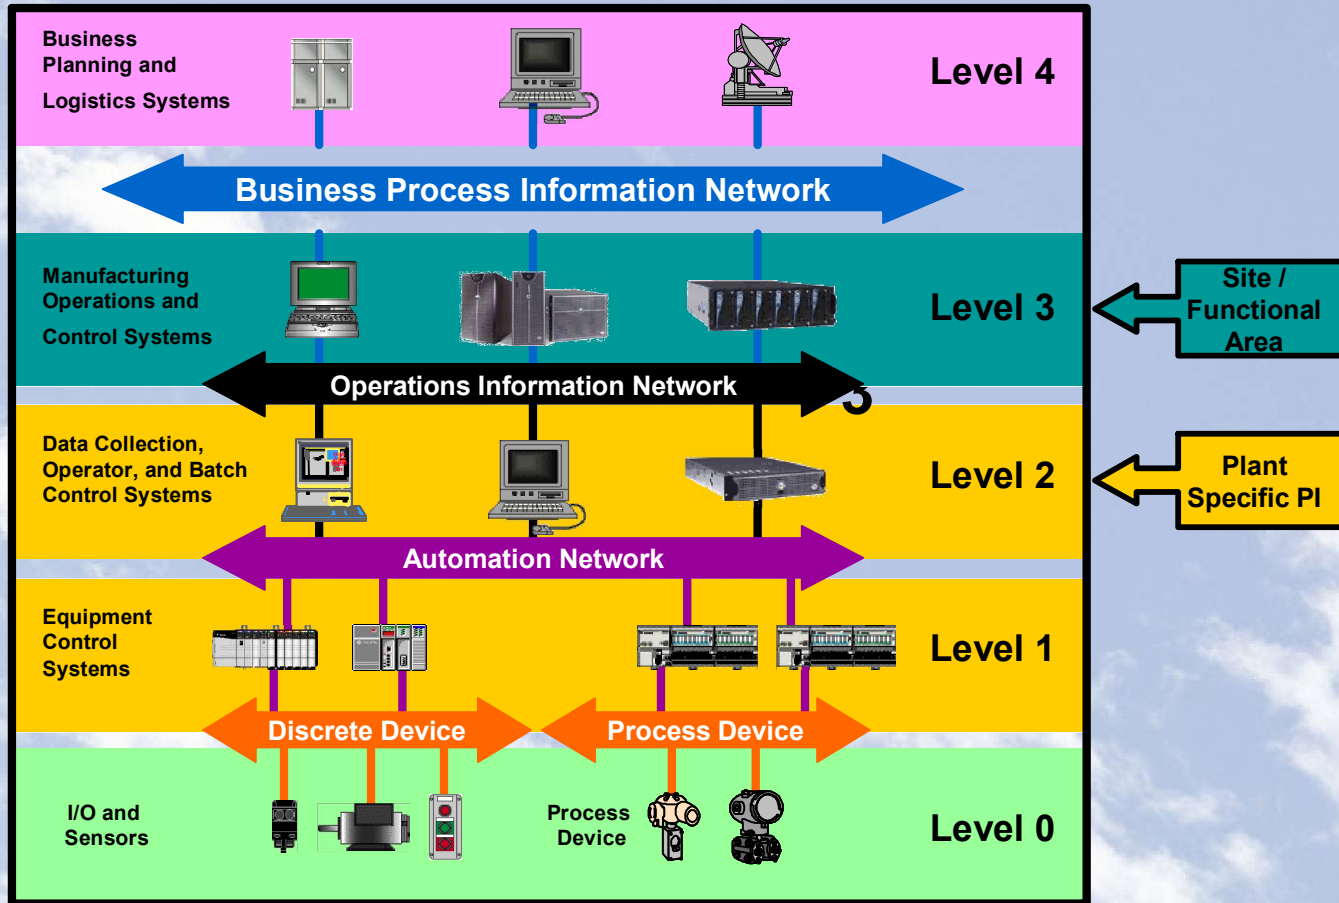 Business
Planning and
Logistics Systems
Level 4
Business Process Information Network
Manufacturing
Operations and
Control Systems
Level 3
Site /
Functional
Area
Operations Information Network
3
Data Collection,
Operator, and Batch
Control Systems
Level 2
Plant
Specific PI
Automation Network
Equipment
Control
Systems
Level 1
Discrete Device
Process Device
I/O and
Sensors
Process
Device
Level 0